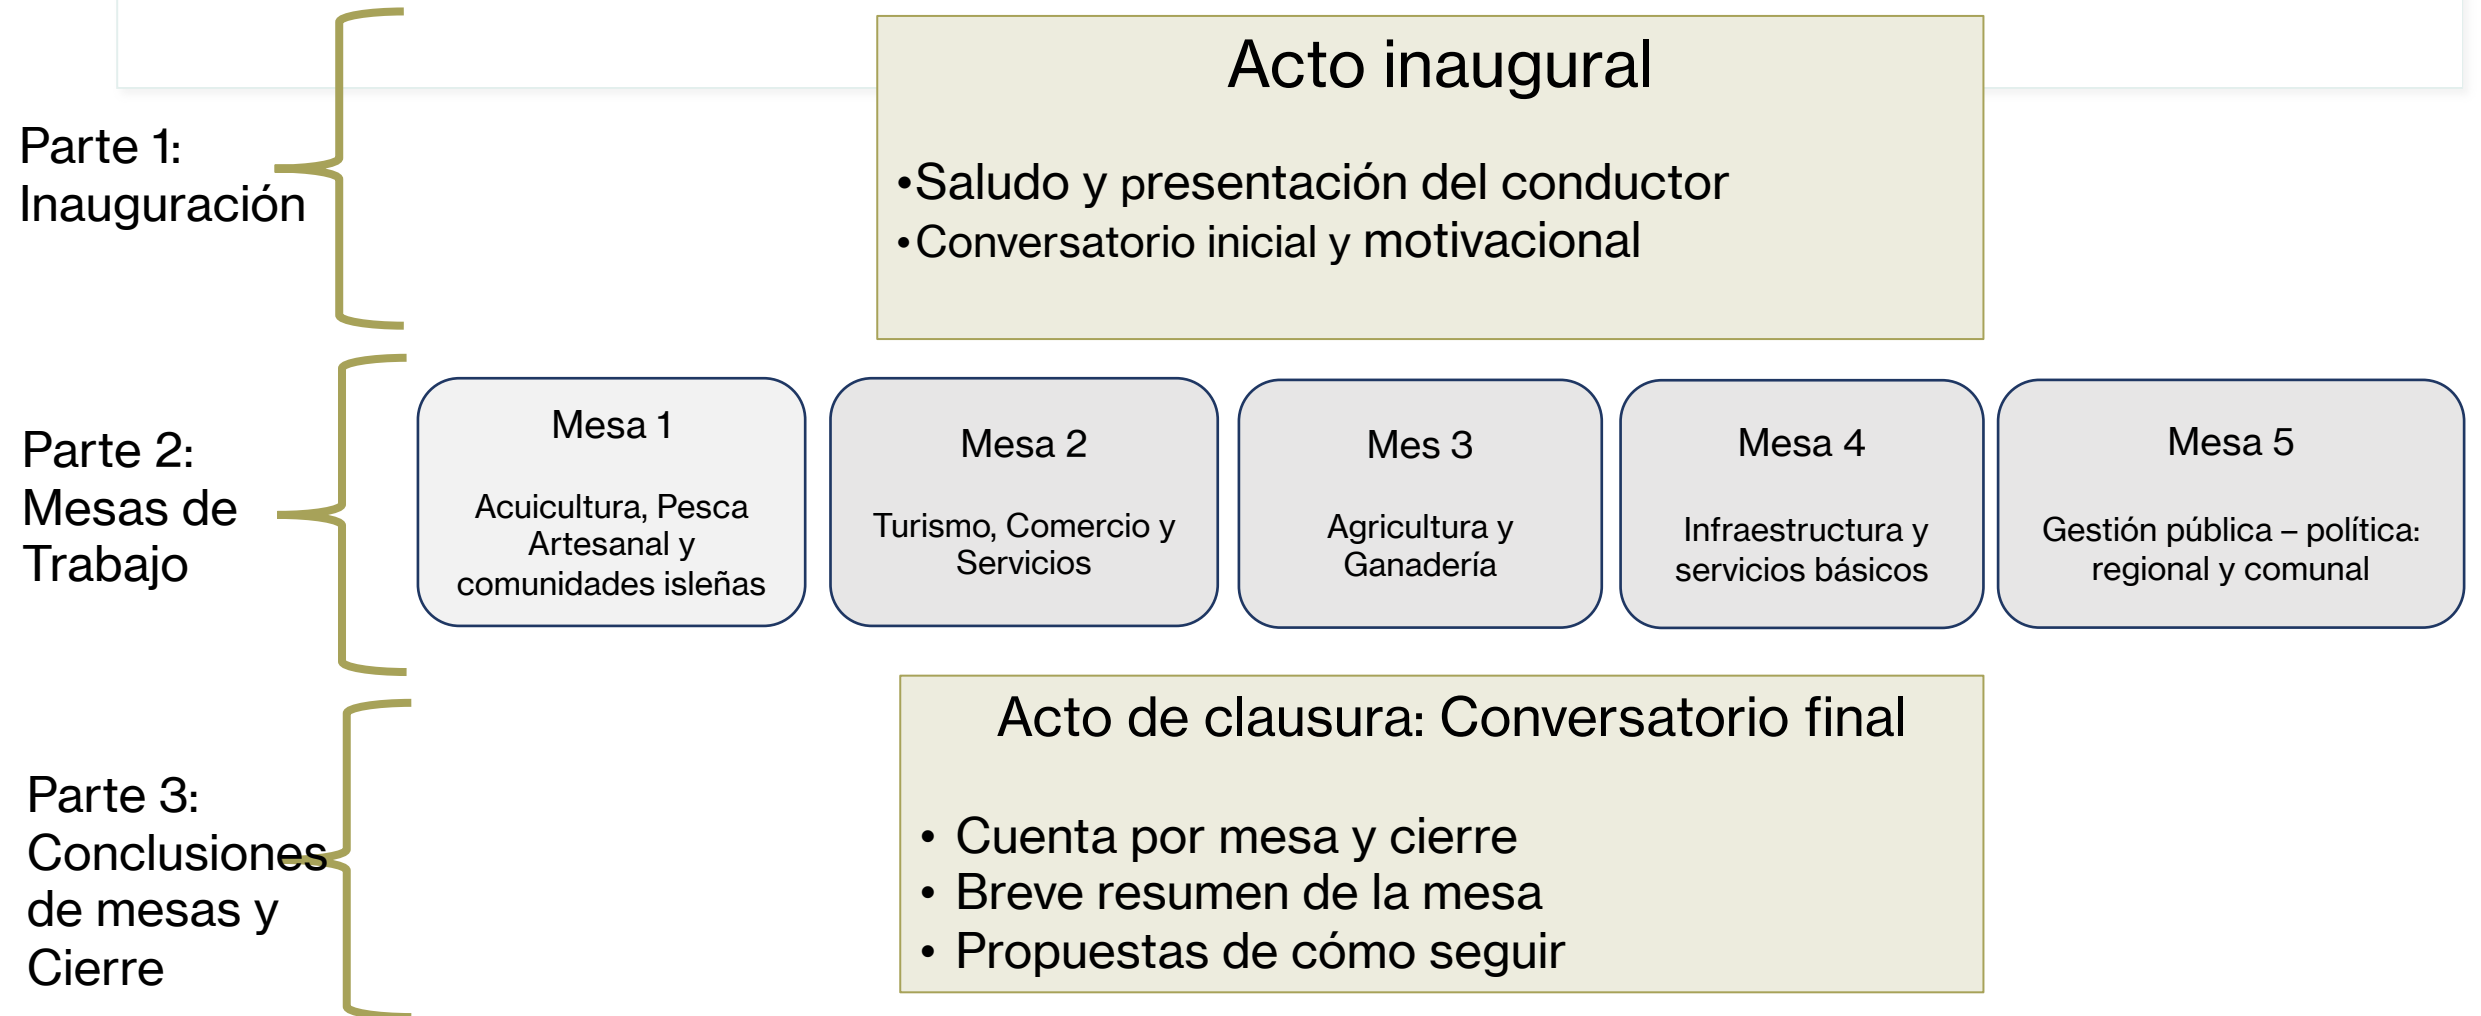 Parte 1:
Inauguración
Acto inaugural
•Saludo y presentación del conductor
•Conversatorio inicial y motivacional
Parte 2:
Mesas de
Trabajo
Mesa 1
Acuicultura, Pesca
Artesanal y
comunidades isleñas
Mesa 2
Turismo, Comercio y
Servicios
Mes 3
Agricultura y
Ganadería
Mesa 4
Infraestructura y
servicios básicos
Mesa 5
Gestión pública – política:
regional y comunal
Parte 3:
Conclusiones
de mesas y
Cierre
Acto de clausura: Conversatorio final
• Cuenta por mesa y cierre
• Breve resumen de la mesa
• Propuestas de cómo seguir